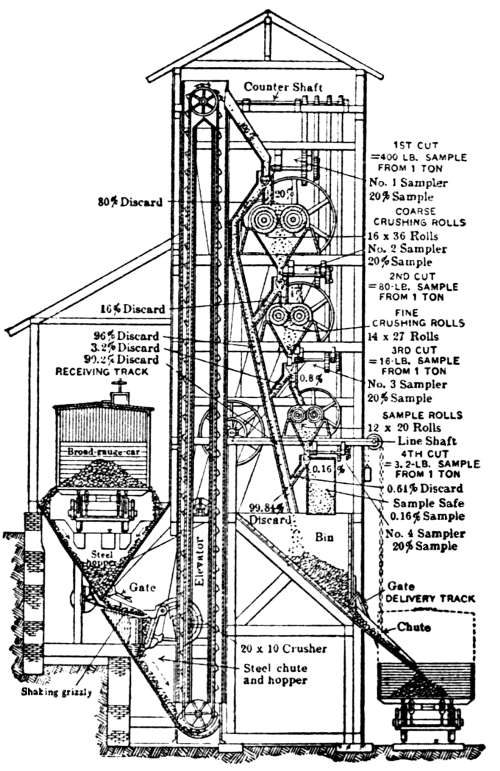 Counter Shaft
100%
1ST CUT
=400 LB. SAMPLE
FROM 1 TON
No. 1 Sampler
20% Sample
20%
80% Discard
COARSE
CRUSHING ROLLS
16 x 36 Rolls
No. 2 Sampler
20% Sample
2ND CUT
=80-LB. SAMPLE
FROM 1 TON
16% Discard
FINE
CRUSHING ROLLS
14 x 27 Rolls
96% Discard
3.2% Discard
99.2% Discard
3RD CUT
=16-LB. SAMPLE
FROM 1 TON
0.8%
No. 3 Sampler
20% Sample
RECEIVING TRACK
SAMPLE ROLLS
12 x 20 Rolls
Line Shaft
Broad-gauge-car
4TH CUT
=3.2-LB. SAMPLE
FROM 1 TON
0.16%
0.61% Discard
Sample Safe
0.16% Sample
99.84%
Discard
No. 4 Sampler
20% Sample
Bin
Steel
hopper
Elevator
Gate
Gate
DELIVERY TRACK
Chute
20 x 10 Crusher
Steel chute
and hopper
Shaking grizzly